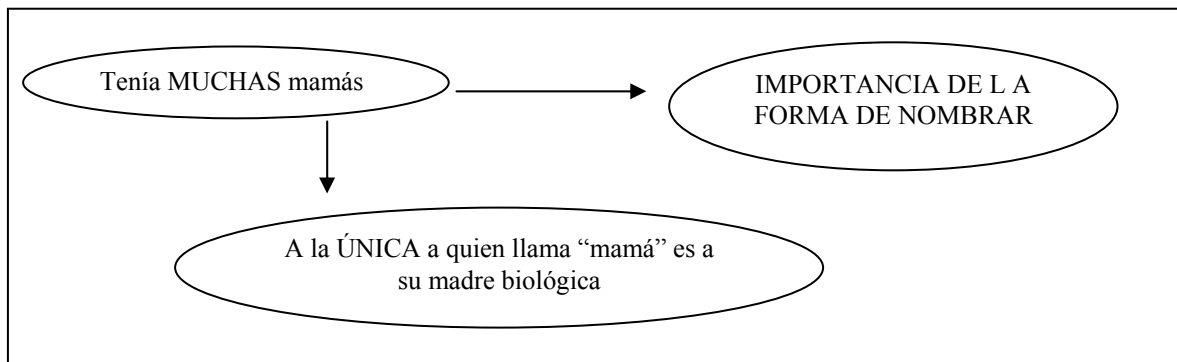 Tenía MUCHAS mamás
IMPORTANCIA DE L A
FORMA DE NOMBRAR
A la ÚNICA a quien llama “mamá” es a
su madre biológica